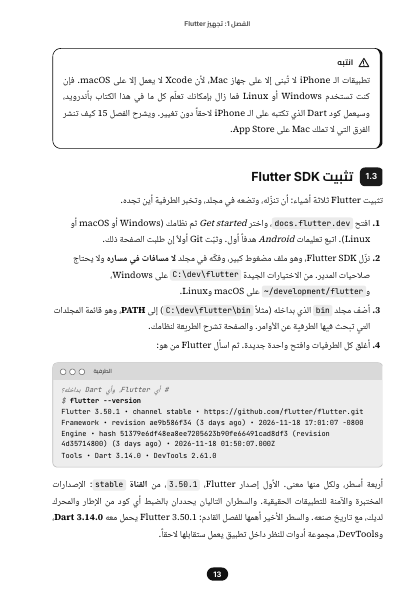 الفصل 1: تجهيز Flutter
انتبه
تطبيقات الـ iPhone لا تُبنى إلا على جهاز Mac، لأن Xcode لا يعمل إلا على macOS. فإن
كنت تستخدم Windows أو Linux فما زال بإمكانك تعلّم كل ما في هذا الكتاب بأندرويد،
وسيعمل كود Dart الذي تكتبه على الـ iPhone لاحقاً دون تغيير. ويشرح الفصل 15 كيف تنشر
الفرق التي لا تملك Mac على App Store.
1.3 تثبيت Flutter SDK
تثبيت Flutter ثلاثة أشياء: أن تنزّله، وتضعه في مجلد، وتخبر الطرفية أين تجده.
1. افتح docs.flutter.dev، واختر Get started ثم نظامك (Windows أو macOS أو
Linux). اتبع تعليمات Android هدفاً أول. وثبّت Git أولاً إن طلبت الصفحة ذلك.
2. نزّل Flutter SDK، وهو ملف مضغوط كبير، وفكّه في مجلد لا مسافات في مساره ولا يحتاج
صلاحيات المدير. من الاختيارات الجيدة C:\dev\flutter على Windows،
و ~/development/flutter على macOS وLinux.
3. أضف مجلد bin الذي بداخله (مثلاً C:\dev\flutter\bin) إلى PATH، وهو قائمة المجلدات
التي تبحث فيها الطرفية عن الأوامر. والصفحة تشرح الطريقة لنظامك.
4. أغلق كل الطرفيات وافتح واحدة جديدة. ثم اسأل Flutter من هو:
الطرفية
# أي Flutter، وأي Dart بداخله؟
$ flutter --version
Flutter 3.50.1 • channel stable • https://github.com/flutter/flutter.git
Framework • revision ae9b586f34 (3 days ago) • 2026-11-18 17:01:07 -0800
Engine • hash 51379e6df48ea8ee7205623b90fe66491cad8df3 (revision
4d35714800) (3 days ago) • 2026-11-18 01:50:07.000Z
Tools • Dart 3.14.0 • DevTools 2.61.0
أربعة أسطر، ولكل منها معنى. الأول إصدار Flutter، 3.50.1، من القناة stable: الإصدارات
المختبرة والآمنة للتطبيقات الحقيقية. والسطران التاليان يحددان بالضبط أي كود من الإطار والمحرك
لديك، مع تاريخ صنعه. والسطر الأخير أهمها للفصل القادم: Flutter 3.50.1 يحمل معه Dart 3.14.0،
وDevTools، مجموعة أدوات للنظر داخل تطبيق يعمل ستقابلها لاحقاً.
13